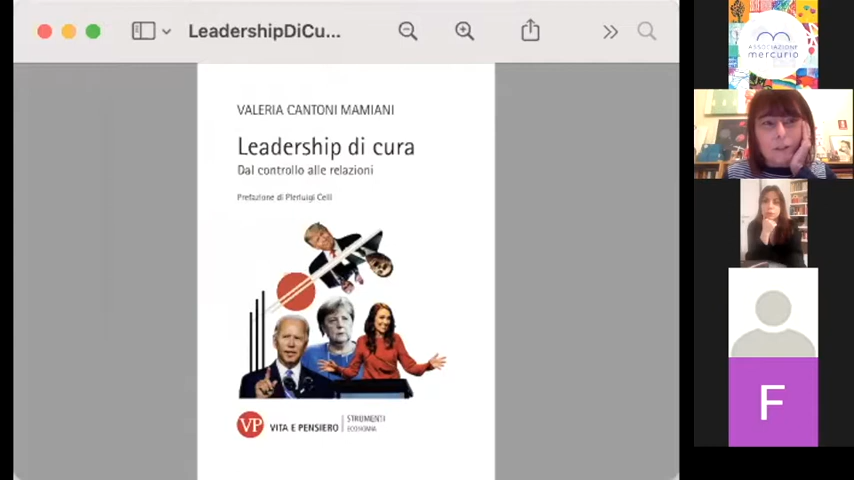 LeadershipDiCu...
VALERIA CANTONI MAMIANI
Leadership di cura
Dal controllo alle relazioni
Prefazione di Pierluigi Celli
VP
VITA E PENSIERO
STRUMENTI
ECONOMIA
ASSOCIAZIONE
mercurio
F